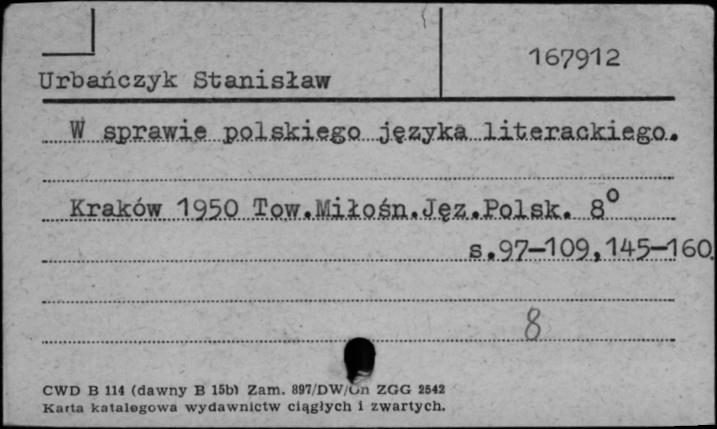 167912
Urbańczyk Stanisław
W sprawie polskiego języka literackiego.
Kraków 1950 Tow.Miłośn.Jęz.Polsk. 8°
s.97-109,145-160.
8
CWD B 114 (dawny B 15b) Zam. 897/DW/Gn ZGG 2542
Karta katalogowa wydawnictw ciągłych i zwartych.